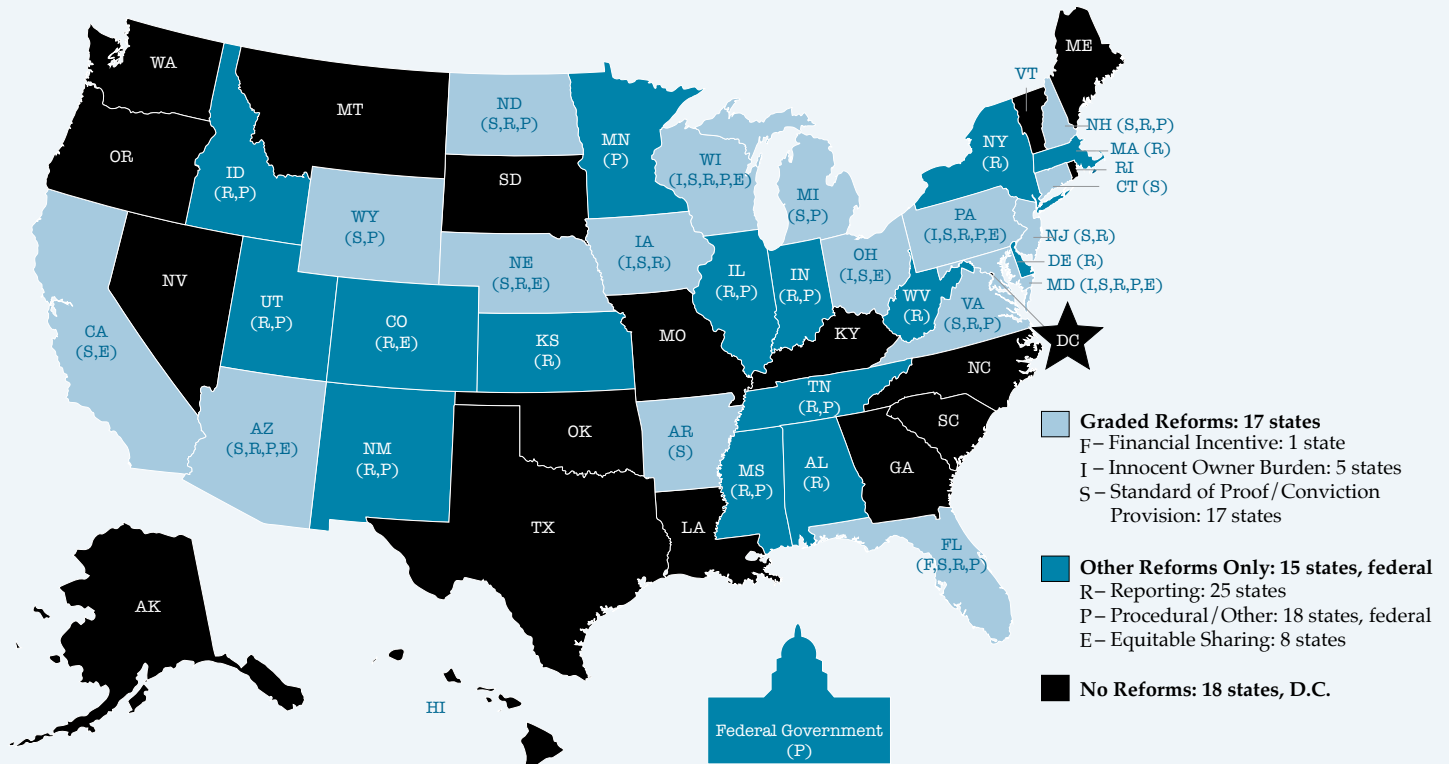 WA
OR
CA
(S,E)
NV
ID
(R,P)
MT
WY
(S,P)
UT
(R,P)
AZ
(S,R,P,E)
CO
(R,E)
NM
(R,P)
ND
(S,R,P)
SD
NE
(S,R,E)
KS
(R)
OK
TX
MN
(P)
IA
(I,S,R)
MO
AR
(S)
LA
WI
(I,S,R,P,E)
IL
(R,P)
MI
(S,P)
IN
(R,P)
OH
(I,S,E)
KY
TN
(R,P)
MS
(R,P)
AL
(R)
GA
FL
(F,S,R,P)
SC
NC
VA
(S,R,P)
WV
(R)
PA
(I,S,R,P,E)
NY
(R)
VT
ME
NH (S,R,P)
MA (R)
RI
CT (S)
NJ (S,R)
DE (R)
MD (I,S,R,P,E)
DC
AK
HI
Federal Government
(P)
Graded Reforms: 17 states
F – Financial Incentive: 1 state
I – Innocent Owner Burden: 5 states
S – Standard of Proof/Conviction
Provision: 17 states
Other Reforms Only: 15 states, federal
R – Reporting: 25 states
P – Procedural/Other: 18 states, federal
E – Equitable Sharing: 8 states
No Reforms: 18 states, D.C.